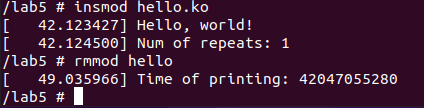 /lab5 # insmod hello.ko
[   42.123427] Hello, world!
[   42.124500] Num of repeats: 1
/lab5 # rmmod hello
[   49.035966] Time of printing: 42047055280
/lab5 #